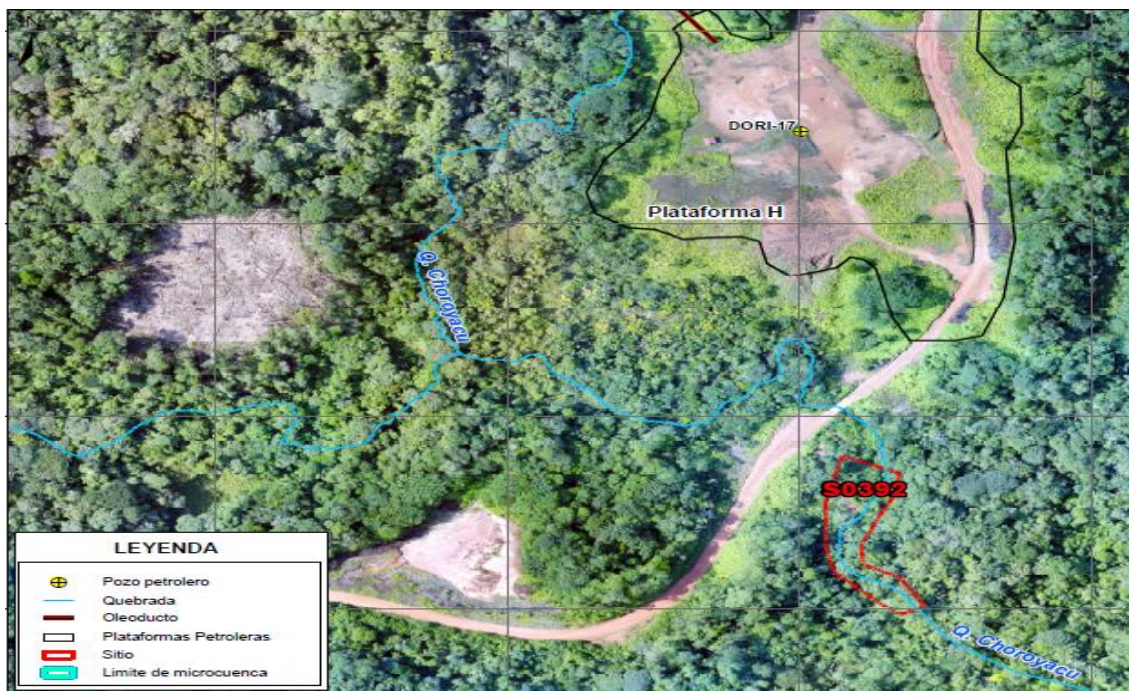 DORI-17
Plataforma H
Q. Choroyacu
S0392
Q. Choroyacu
LEYENDA
Pozo petrolero
Quebrada
Oleoducto
Plataformas Petroleras
Sitio
Limite de microcuenca